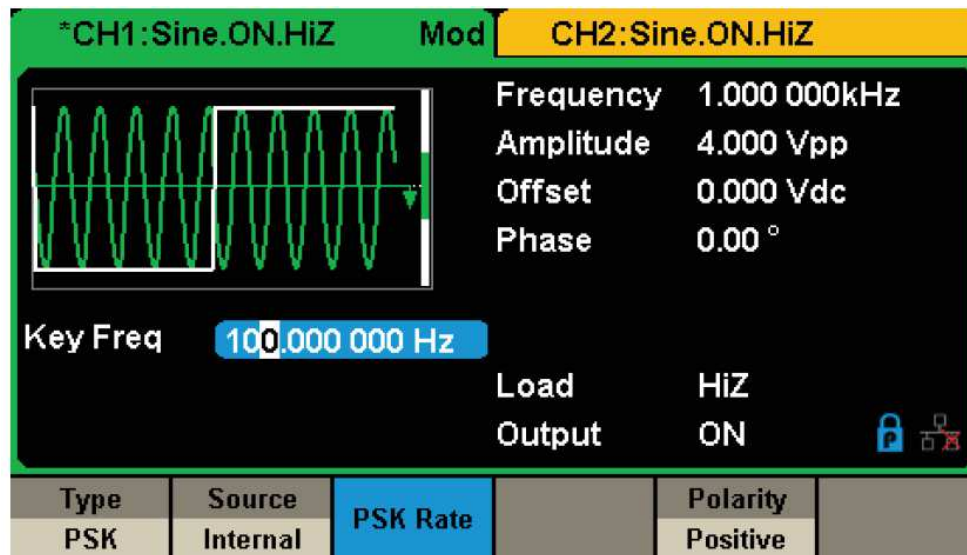 *CH1:Sine.ON.HiZ Mod CH2:Sine.ON.HiZ
Frequency 1.000 000kHz
Amplitude 4.000 Vpp
Offset 0.000 Vdc
Phase 0.00 °
Key Freq 100.000 000 Hz
Load HiZ
Output ON
P
Type Source PSK Rate Polarity
PSK Internal Positive